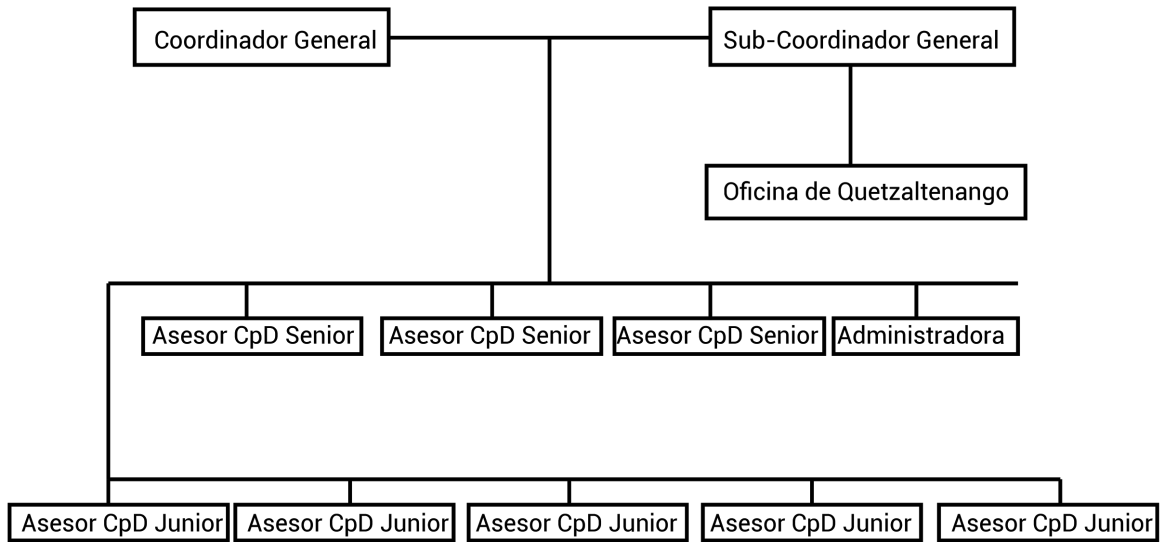 Coordinador General
Sub-Coordinador General
Oficina de Quetzaltenango
Asesor CpD Senior
Asesor CpD Senior
Asesor CpD Senior
Administradora
Asesor CpD Junior
Asesor CpD Junior
Asesor CpD Junior
Asesor CpD Junior
Asesor CpD Junior